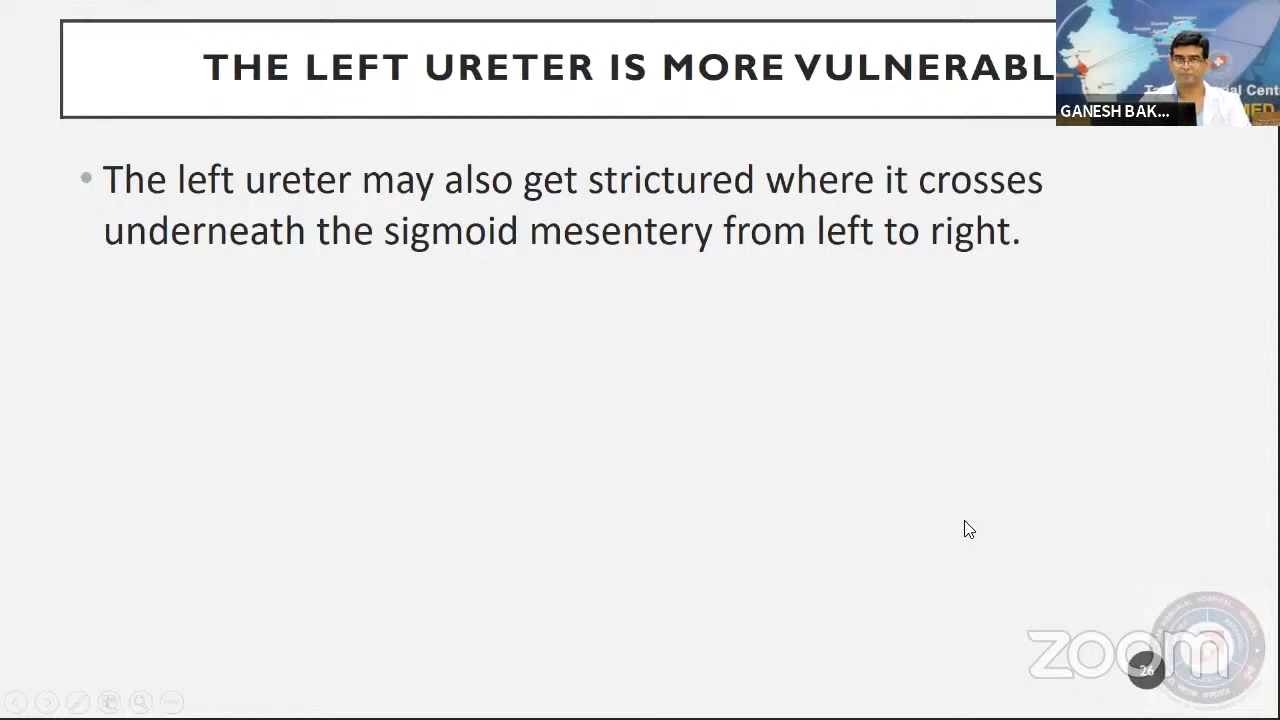 THE LEFT URETER IS MORE VULNERABL
GANESH BAK...
• The left ureter may also get strictured where it crosses
underneath the sigmoid mesentery from left to right.
zoom
26